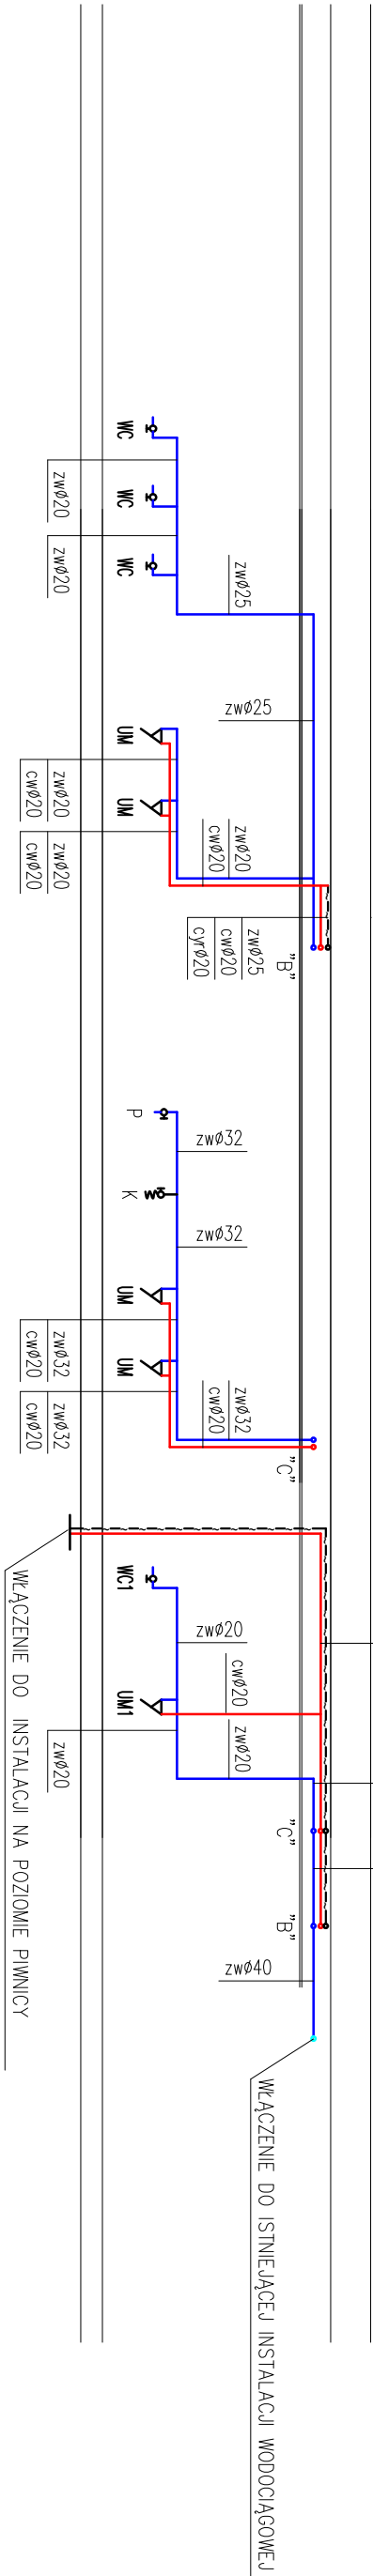 WC
zwø20
WC
zwø20
WC
zwø25
zwø25
UM
zwø20
cwø20
UM
zwø20
cwø20
zwø20
cwø20
zwø25
cwø20
cyrø20
"B"
P
zwø32
K
zwø32
UM
zwø32
cwø20
UM
zwø32
cwø20
zwø32
cwø20
"C"
WŁĄCZENIE DO INSTALACJI NA POZIOMIE PIWNICY
WC1
zwø20
cwø20
UM1
zwø20
zwø20
"C"
"B"
zwø40
WŁĄCZENIE DO ISTNIEJĄCEJ INSTALACJI WODOCIĄGOWEJ